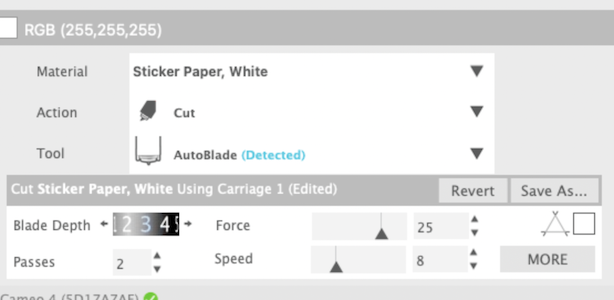 RGB (255,255,255)
Material Sticker Paper, White
Action Cut
Tool AutoBlade (Detected)
Cut Sticker Paper, White Using Carriage 1 (Edited) Revert Save As...
Blade Depth 2 3 4 Force 25
Passes 2 Speed 8 MORE
Cameo 4 (5D17A7AF)